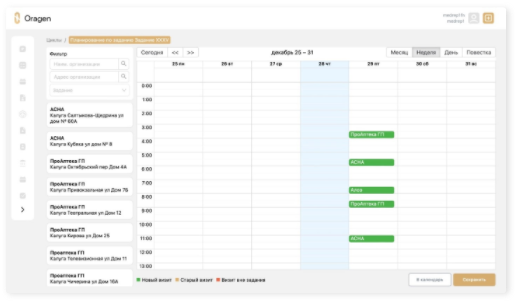 Oragen
Циклы / Планирование по заданию
Фильтр
Назв. организации
Адрес организации
Задание
АСНА
Калуга Салтыкова-Щедрина ул
дом № 80А
АСНА
Калуга Кубяка ул дом № 8
ПроАптека ГП
Калуга Октябрьский пер Дом 44
ПроАптека ГП
Калуга Привокзальная ул Дом 7В
ПроАптека ГП
Калуга Театральная ул Дом 12
ПроАптека ГП
Калуга Кирова ул Дом 25
Проаптека ГП
Калуга Телевизионная ул Дом 11
Проаптека ГП
Калуга Чичерина ул Дом 16А
Сегодня << >> декабрь 25 – 31 Месяц Неделя День Повестка
25 пн 26 вт 27 ср 28 чт 29 пт 30 сб 31 вс
0:00
1:00
2:00
3:00
ПроАптека ГП
4:00
5:00
АСНА
6:00
7:00
8:00
ПроАптека ГП
9:00
10:00
11:00
АСНА
12:00
13:00
Новый визит Старый визит Визит вне задания
В календарь
Сохранить